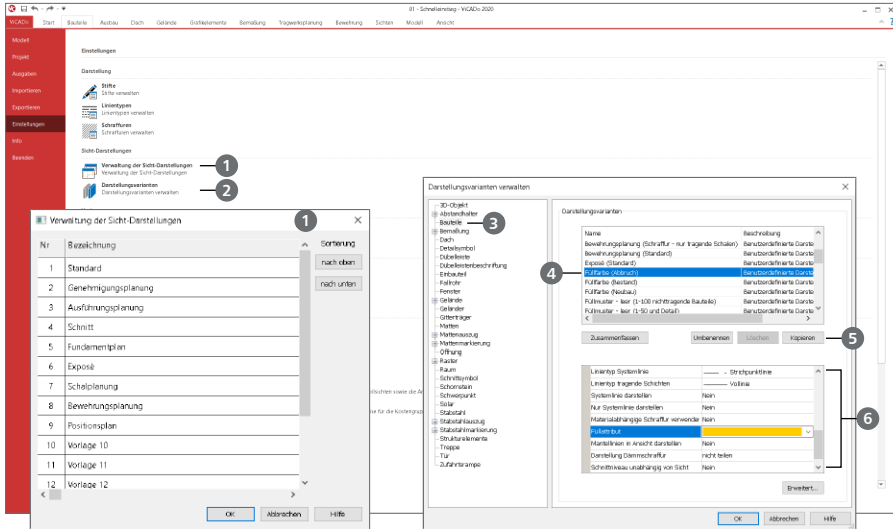 01 - Schnelleinstieg - ViCADo 2020
ViCADo Start Bauteile Ausbau Dach Gelände Grafikelemente Bemaßung Tragwerksplanung Bewehrung Sichten Modell Ansicht
Modell
Projekt
Ausgaben
Importieren
Exportieren
Einstellungen
Info
Beenden
Einstellungen
Darstellung
Stifte
Stifte verwalten
Linientypen
Linientypen verwalten
Schraffuren
Schraffuren verwalten
Sicht-Darstellungen
Verwaltung der Sicht-Darstellungen
Verwaltung der Sicht-Darstellungen
1
Darstellungsvarianten
Darstellungsvarianten verwalten
2
Verwaltung der Sicht-Darstellungen
1
Nr Bezeichnung
1 Standard
2 Genehmigungsplanung
3 Ausführungsplanung
4 Schnitt
5 Fundamentplan
6 Exposé
7 Schalplanung
8 Bewehrungsplanung
9 Positionsplan
10 Vorlage 10
11 Vorlage 11
12 Vorlage 12
Sortierung
nach oben
nach unten
OK Abbrechen Hilfe
Darstellungsvarianten verwalten
3D-Objekt
Abstandhalter
Bauteile
3
Bemaßung
Dach
Detailsymbol
Dübelleiste
Dübelleistenbeschriftung
Einbauteil
Fallrohr
Fenster
Gelände
Geländer
Gitterträger
Matten
Mattenauszug
Mattenmarkierung
Öffnung
Raster
Raum
Schnittsymbol
Schornstein
Schwerpunkt
Solar
Stabstahl
Stabstahlauszug
Stabstahlmarkierung
Strukturelemente
Treppe
Tür
Zufahrtsrampe
Darstellungsvarianten
Name Beschreibung
Bewehrungsplanung (Schraffur - nur tragende Schalen) Benutzerdefinierte Darste
Bewehrungsplanung (Standard) Benutzerdefinierte Darste
Exposé (Standard) Benutzerdefinierte Darste
4
Füllfarbe (Abbruch) Benutzerdefinierte Darste
Füllfarbe (Bestand) Benutzerdefinierte Darste
Füllfarbe (Neubau) Benutzerdefinierte Darste
Füllmuster - leer (1-100 nichttragende Bauteile) Benutzerdefinierte Darste
Füllmuster - leer (1-50 und Detail) Benutzerdefinierte Darste
Zusammenfassen Umbenennen Löschen Kopieren
5
Linientyp Systemlinie Strichpunktlinie
Linientyp tragende Schichten Vollinie
Systemlinie darstellen Nein
Nur Systemlinie darstellen Nein
Materialabhängige Schraffur verwenden Nein
Füllattribut
6
Mantellinien in Ansicht darstellen Nein
Darstellung Dämmschraffur nicht teilen
Schnittniveau unabhängig von Sicht Nein
Erweitert...
OK Abbrechen Hilfe